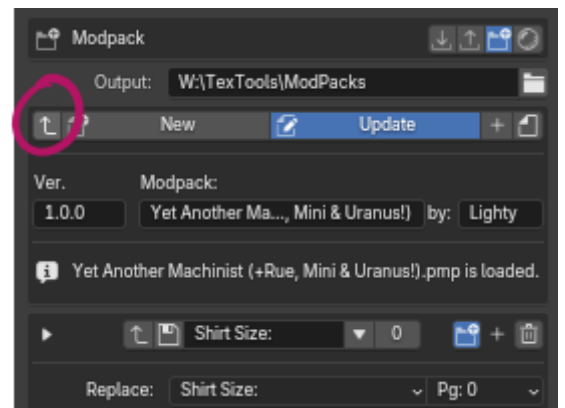 Modpack
Output: W:\TexTools\ModPacks
New Update
Ver. Modpack:
1.0.0 Yet Another Ma..., Mini & Uranus!) by: Lighty
Yet Another Machinist (+Rue, Mini & Uranus!).pmp is loaded.
Shirt Size: 0
Replace: Shirt Size: Pg: 0